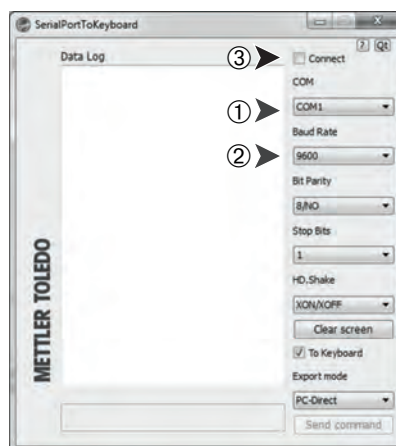 SerialPortToKeyboard
? Qt
Data Log
③ Connect
COM
① COM1
Baud Rate
② 9600
Bit Parity
8/NO
Stop Bits
1
HD.Shake
XON/XOFF
Clear screen
To Keyboard
Export mode
PC-Direct
Send command
METTLER TOLEDO